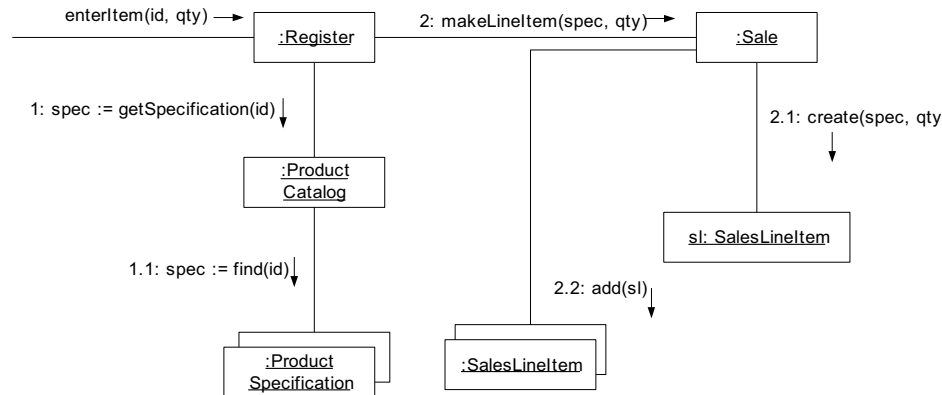 enterItem(id, qty)
:Register
2: makeLineItem(spec, qty)
:Sale
1: spec := getSpecification(id)
2.1: create(spec, qty
:Product
Catalog
sl: SalesLineItem
1.1: spec := find(id)
2.2: add(sl)
:Product
Specification
:SalesLineItem